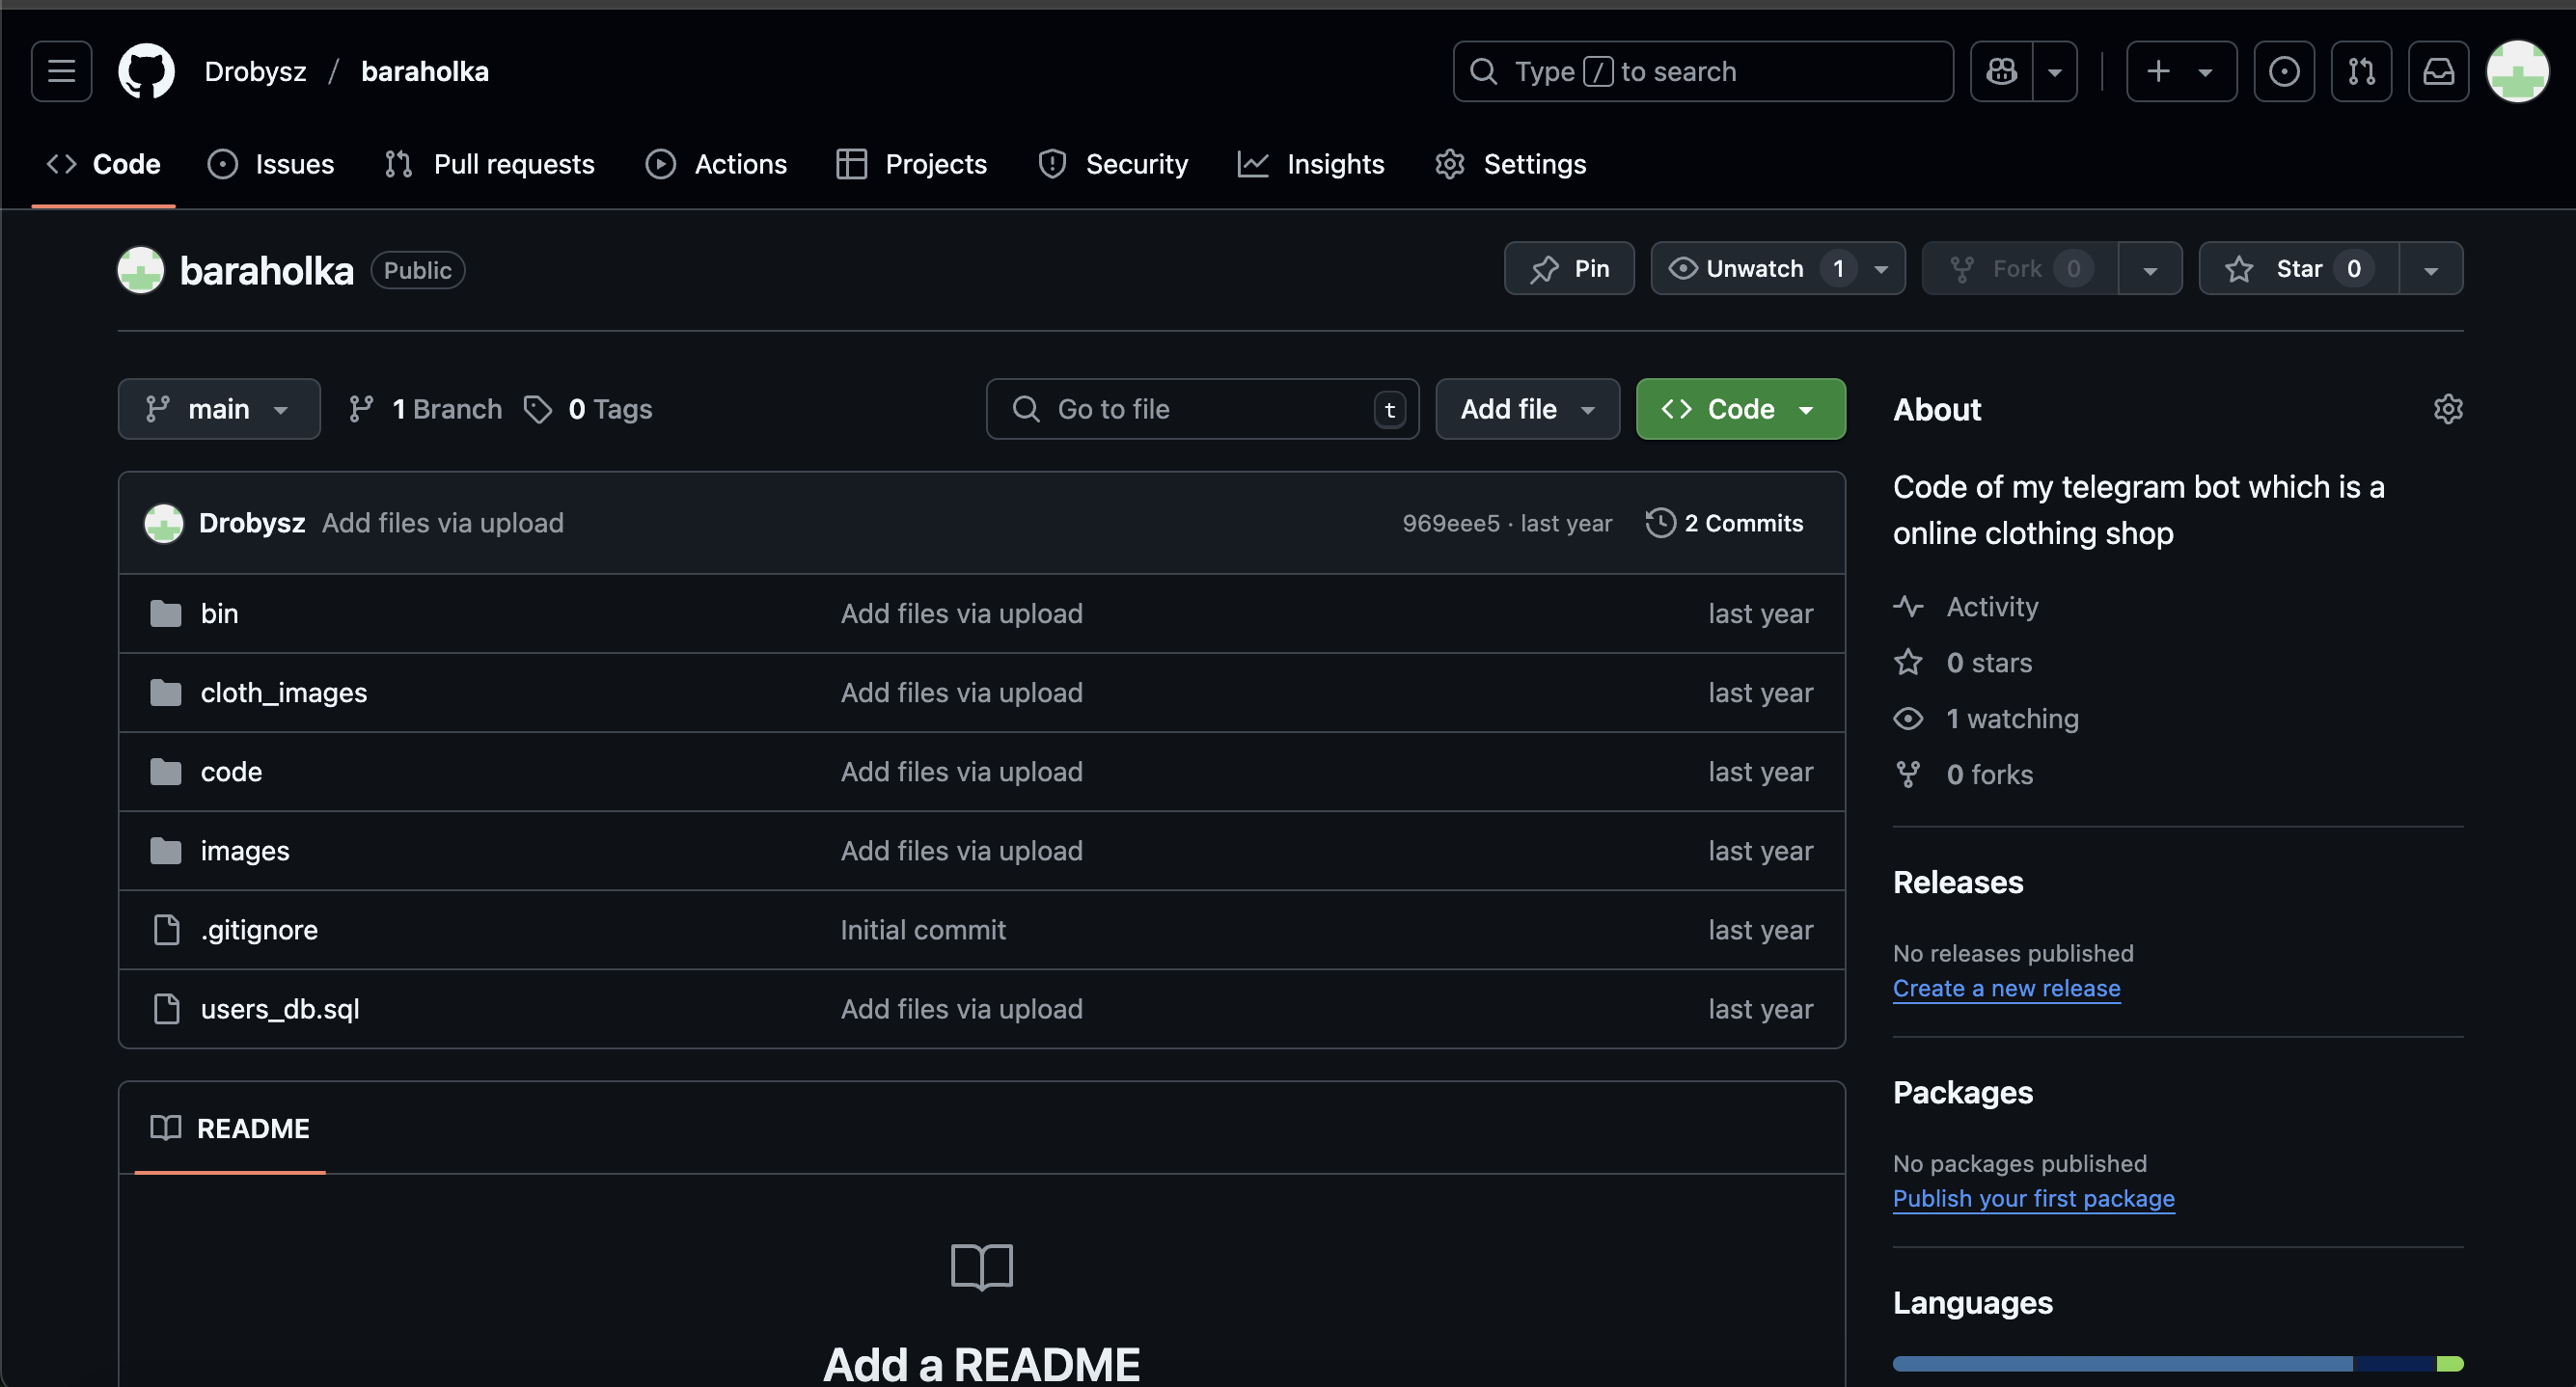 Drobysz / baraholka
Type / to search
Code Issues Pull requests Actions Projects Security Insights Settings
baraholka Public
Pin Unwatch 1 Fork 0 Star 0
main 1 Branch 0 Tags Go to file t Add file Code
Drobysz Add files via upload 969eee5 · last year 2 Commits
bin Add files via upload last year
cloth_images Add files via upload last year
code Add files via upload last year
images Add files via upload last year
.gitignore Initial commit last year
users_db.sql Add files via upload last year
README
Add a README
About
Code of my telegram bot which is a
online clothing shop
Activity
0 stars
1 watching
0 forks
Releases
No releases published
Create a new release
Packages
No packages published
Publish your first package
Languages